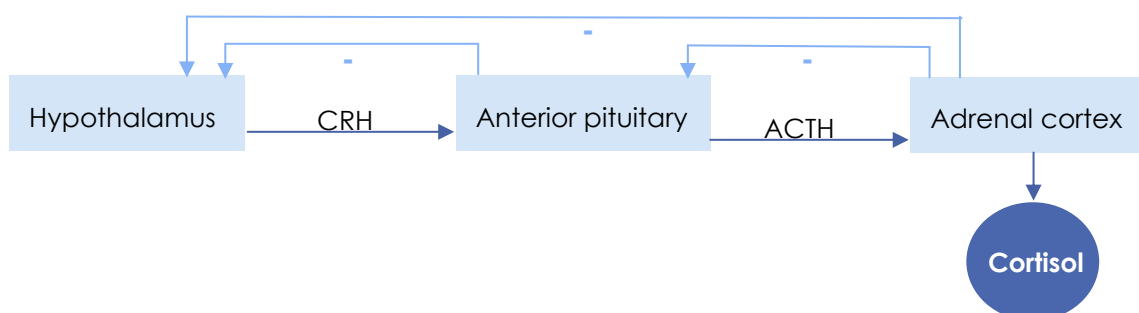 -
-
-
Hypothalamus
CRH
Anterior pituitary
ACTH
Adrenal cortex
Cortisol